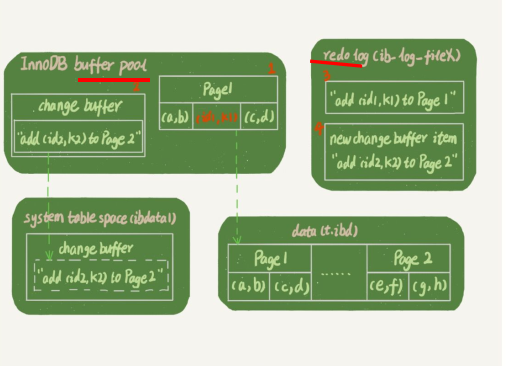 InnoDB buffer pool
2
change buffer
"add (id2,k2) to Page 2"
1
Page1
(a,b) (id1,k1) (c,d)
redo log (ib-log-fileX)
3
"add (id1,k1) to Page 1"
4
new change buffer item
"add (id2,k2) to Page 2"
system table space (ibdata1)
change buffer
"add (id2,k2) to Page 2"
data (t.ibd)
Page1 ...... Page 2
(a,b) (c,d) (e,f) (g,h)